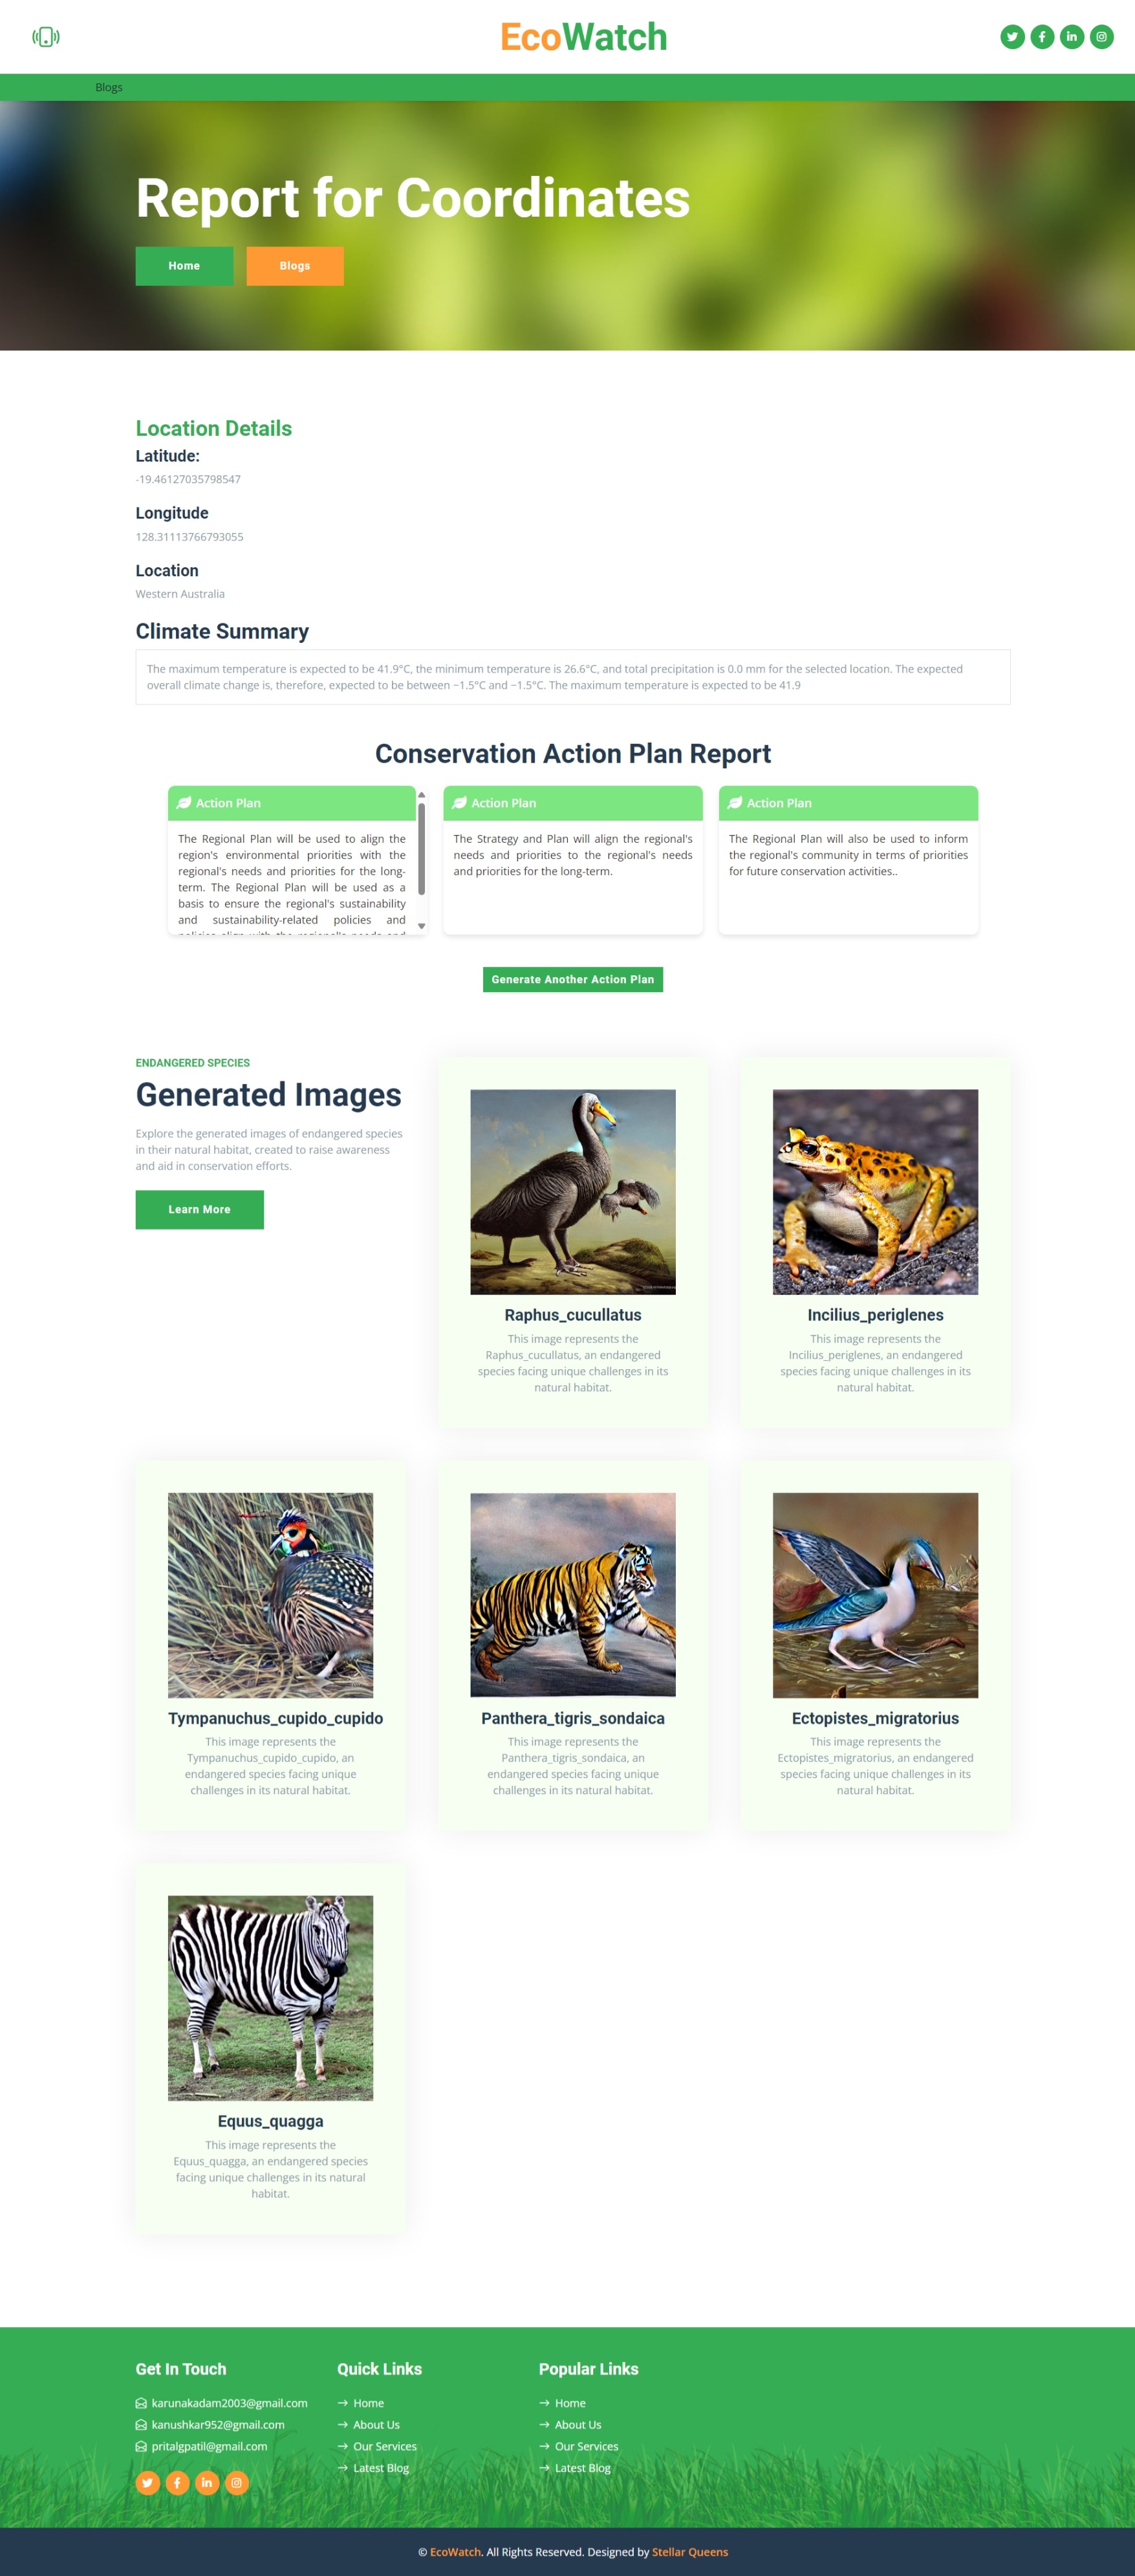 EcoWatch
Blogs
Report for Coordinates
Home
Blogs
Location Details
Latitude:
-19.46127035798547
Longitude
128.31113766793055
Location
Western Australia
Climate Summary
The maximum temperature is expected to be 41.9°C, the minimum temperature is 26.6°C, and total precipitation is 0.0 mm for the selected location. The expected
overall climate change is, therefore, expected to be between −1.5°C and −1.5°C. The maximum temperature is expected to be 41.9
Conservation Action Plan Report
Action Plan
The Regional Plan will be used to align the
region's environmental priorities with the
regional's needs and priorities for the long-
term. The Regional Plan will be used as a
basis to ensure the regional's sustainability
and sustainability-related policies and
policies align with the regional's needs and
Action Plan
The Strategy and Plan will align the regional's
needs and priorities to the regional's needs
and priorities for the long-term.
Action Plan
The Regional Plan will also be used to inform
the regional's community in terms of priorities
for future conservation activities..
Generate Another Action Plan
ENDANGERED SPECIES
Generated Images
Explore the generated images of endangered species
in their natural habitat, created to raise awareness
and aid in conservation efforts.
Learn More
Raphus_cucullatus
This image represents the
Raphus_cucullatus, an endangered
species facing unique challenges in its
natural habitat.
Incilius_periglenes
This image represents the
Incilius_periglenes, an endangered
species facing unique challenges in its
natural habitat.
Tympanuchus_cupido_cupido
This image represents the
Tympanuchus_cupido_cupido, an
endangered species facing unique
challenges in its natural habitat.
Panthera_tigris_sondaica
This image represents the
Panthera_tigris_sondaica, an
endangered species facing unique
challenges in its natural habitat.
Ectopistes_migratorius
This image represents the
Ectopistes_migratorius, an endangered
species facing unique challenges in its
natural habitat.
Equus_quagga
This image represents the
Equus_quagga, an endangered species
facing unique challenges in its natural
habitat.
Get In Touch
karunakadam2003@gmail.com
kanushkar952@gmail.com
pritalgpatil@gmail.com
Quick Links
Home
About Us
Our Services
Latest Blog
Popular Links
Home
About Us
Our Services
Latest Blog
© EcoWatch. All Rights Reserved. Designed by Stellar Queens